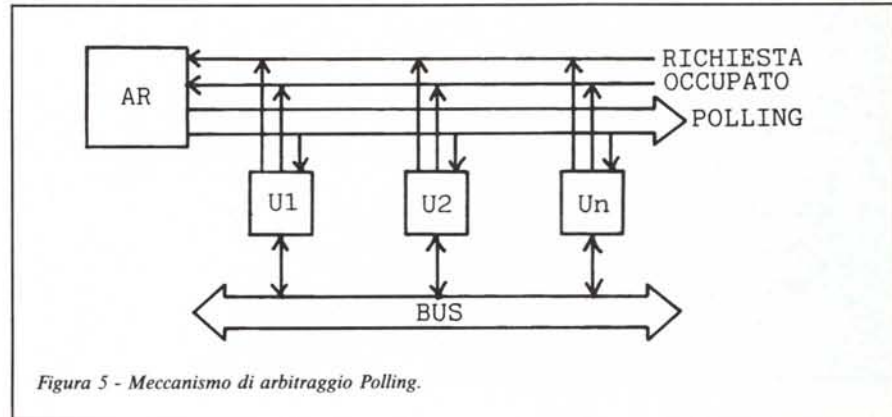 RICHIESTA
OCCUPATO
AR
POLLING
U1 U2 Un
BUS
Figura 5 - Meccanismo di arbitraggio Polling.